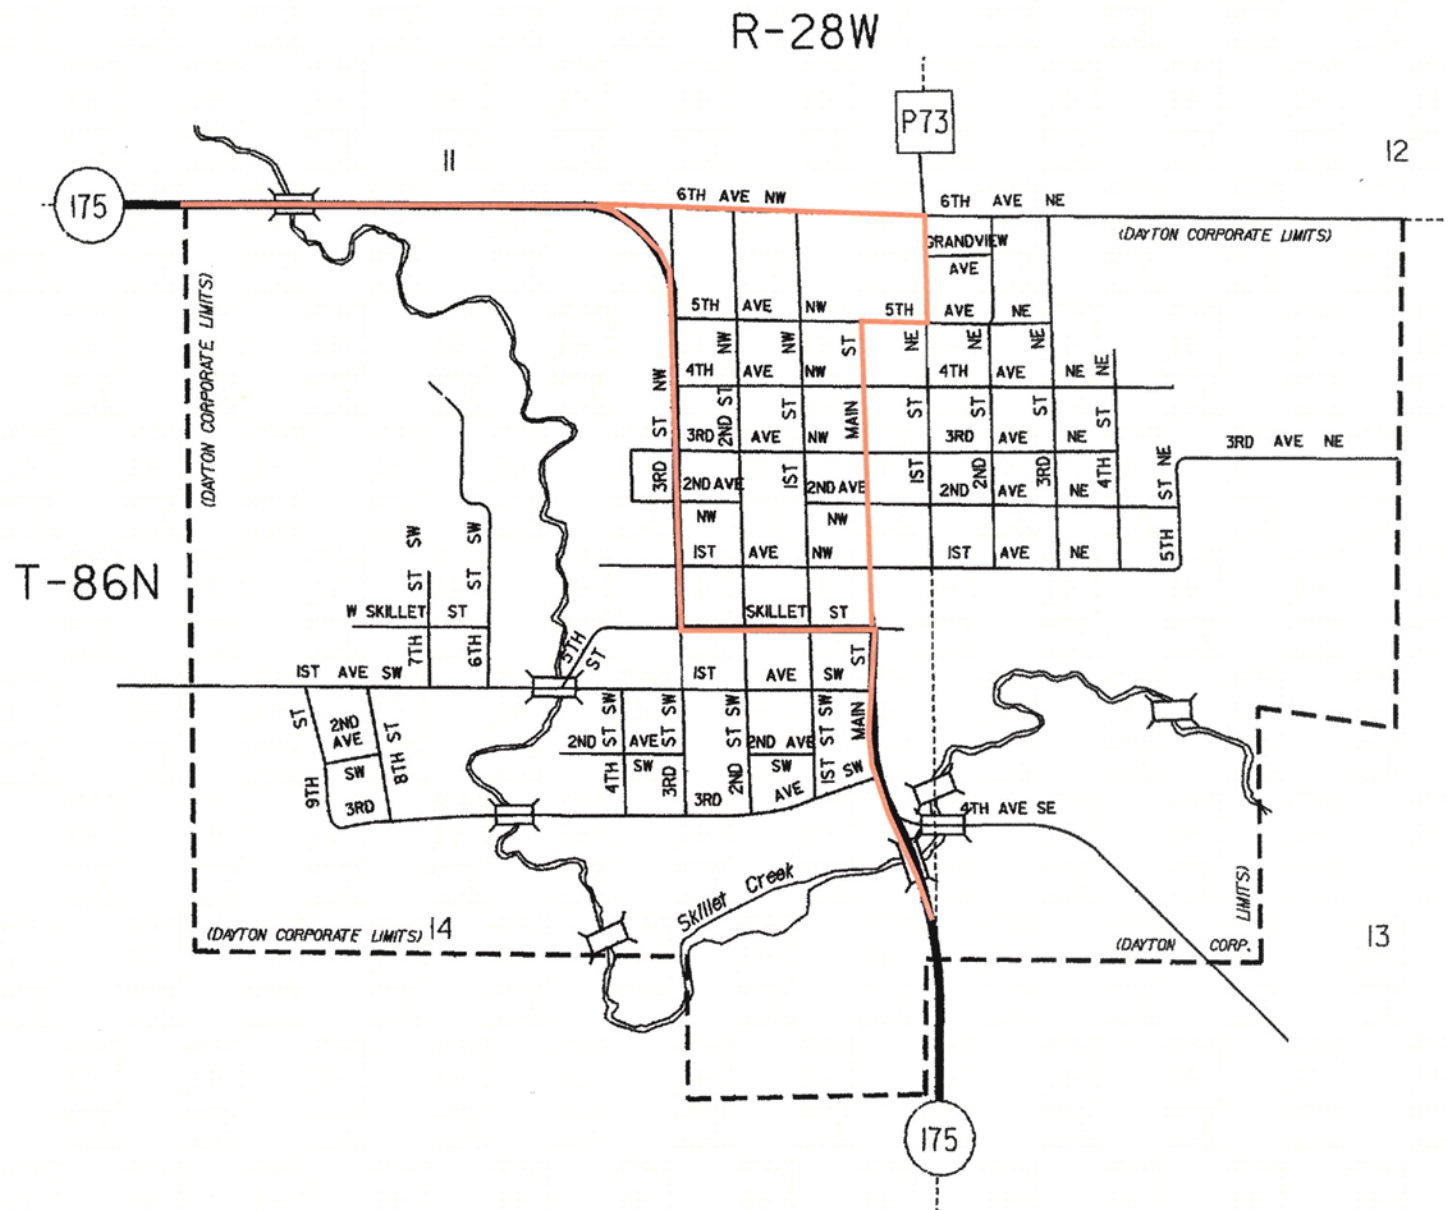 R-28W
P73
11
12
175
6TH AVE NW
6TH AVE NE
(DAYTON CORPORATE LIMITS)
GRANDVIEW
AVE
(DAYTON CORPORATE LIMITS)
5TH AVE NW
5TH AVE NE
4TH AVE NW
4TH AVE NE
3RD AVE NW
3RD AVE NE
3RD AVE NE
2ND AVE
NW
2ND AVE
NW
2ND AVE NE
1ST AVE NW
1ST AVE NE
3RD ST NW
2ND ST NW
1ST ST NW
MAIN ST
1ST ST NE
2ND ST NE
3RD ST NE
4TH ST NE
5TH ST NE
T-86N
W SKILLET ST
SKILLET ST
7TH ST SW
6TH ST SW
5TH ST
1ST AVE SW
1ST AVE SW
9TH ST
2ND
AVE
SW
8TH ST
3RD
2ND AVE
SW
2ND AVE
SW
4TH ST SW
3RD ST SW
2ND ST SW
1ST ST SW
MAIN ST
3RD AVE SW
4TH AVE SE
Skillet Creek
(DAYTON CORPORATE LIMITS)
14
(DAYTON CORP.
LIMITS)
13
175